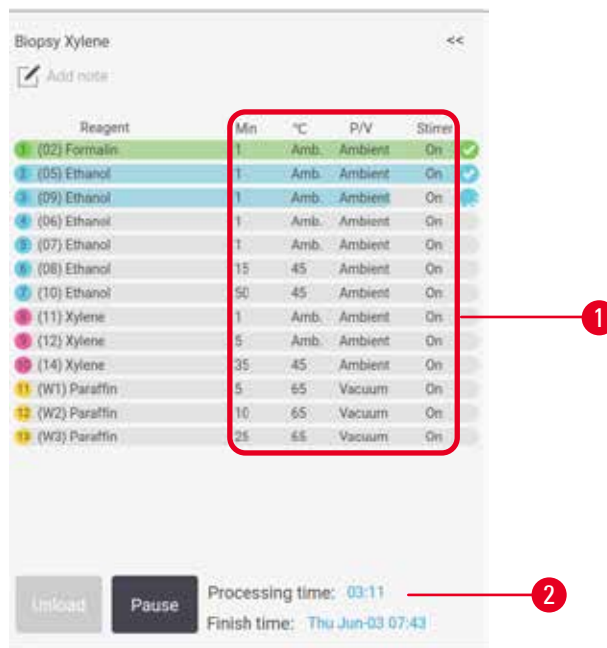 Biopsy Xylene <<
Add note
Reagent Min °C P/V Stirrer
1 (02) Formalin 1 Amb. Ambient On
2 (05) Ethanol 1 Amb. Ambient On
3 (09) Ethanol 1 Amb. Ambient On
4 (06) Ethanol 1 Amb. Ambient On
5 (07) Ethanol 1 Amb. Ambient On
6 (08) Ethanol 15 45 Ambient On
7 (10) Ethanol 50 45 Ambient On
8 (11) Xylene 1 Amb. Ambient On
9 (12) Xylene 5 Amb. Ambient On
10 (14) Xylene 35 45 Ambient On
11 (W1) Paraffin 5 65 Vacuum On
12 (W2) Paraffin 10 65 Vacuum On
13 (W3) Paraffin 25 65 Vacuum On
1
Unload Pause Processing time: 03:11 2
Finish time: Thu Jun-03 07:43